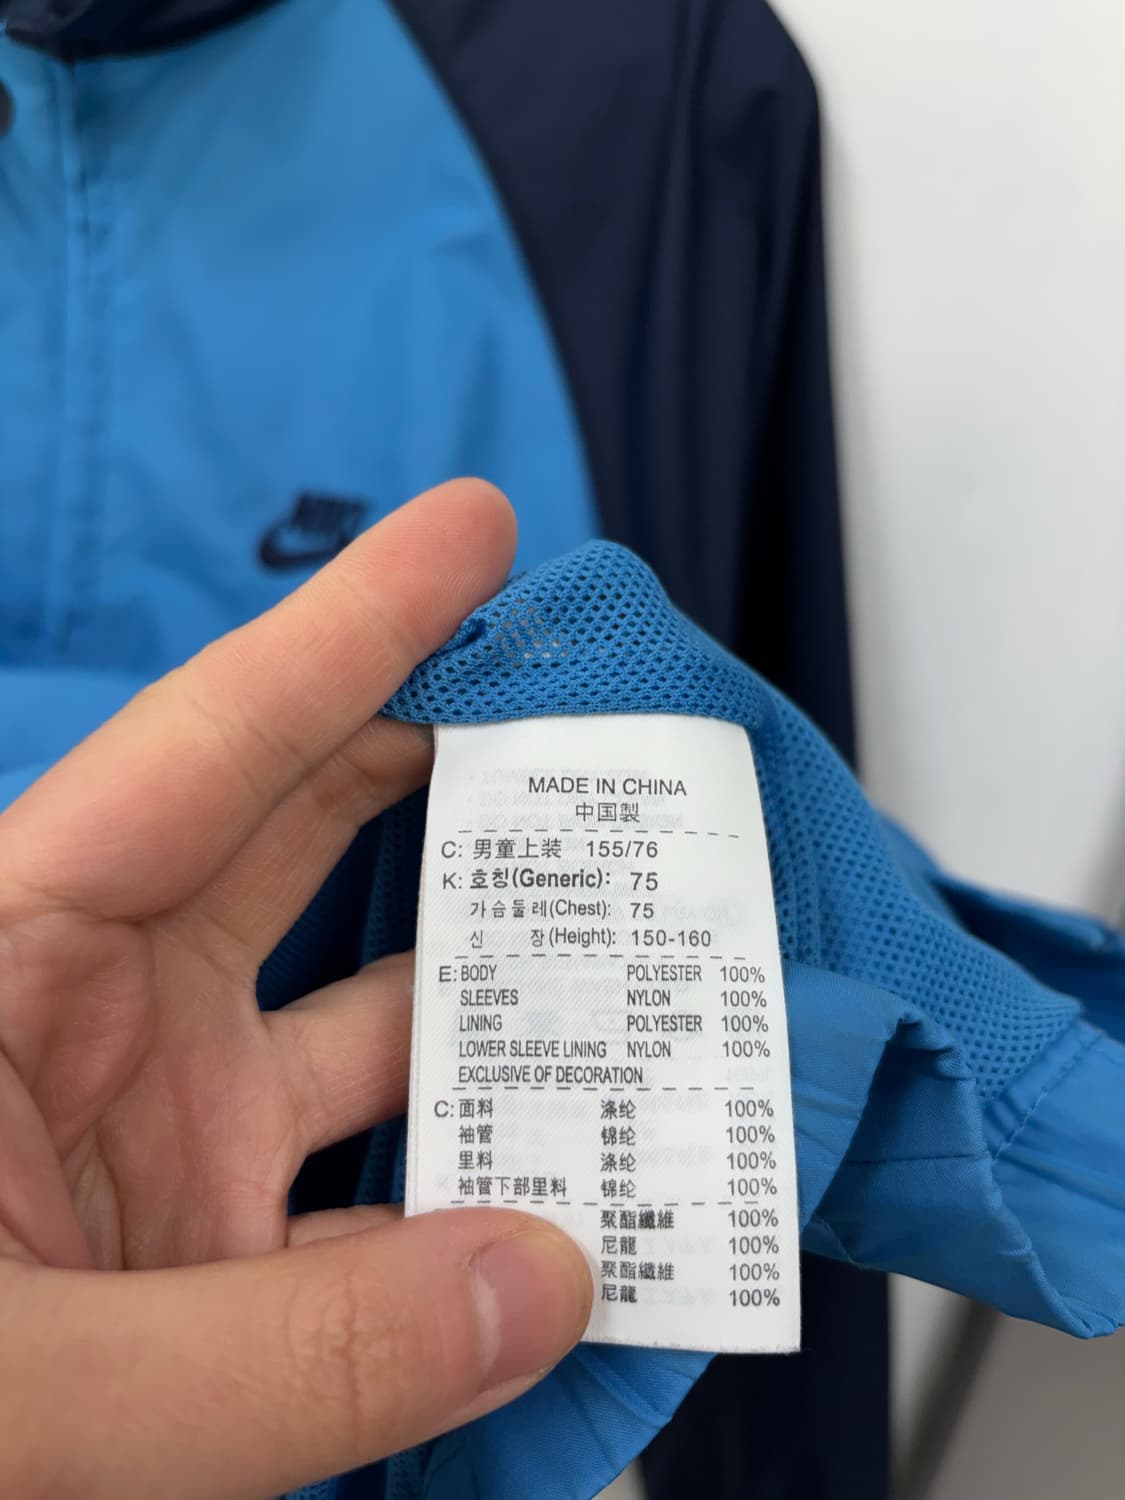 NIKE
MADE IN CHINA
中国製
C: 男童上装 155/76
K: 호칭(Generic): 75
가슴둘레(Chest): 75
신 장(Height): 150-160
E: BODY POLYESTER 100%
SLEEVES NYLON 100%
LINING POLYESTER 100%
LOWER SLEEVE LINING NYLON 100%
EXCLUSIVE OF DECORATION
C: 面料 涤纶 100%
袖管 锦纶 100%
里料 涤纶 100%
袖管下部里料 锦纶 100%
聚酯纖維 100%
尼龍 100%
聚酯纖維 100%
尼龍 100%